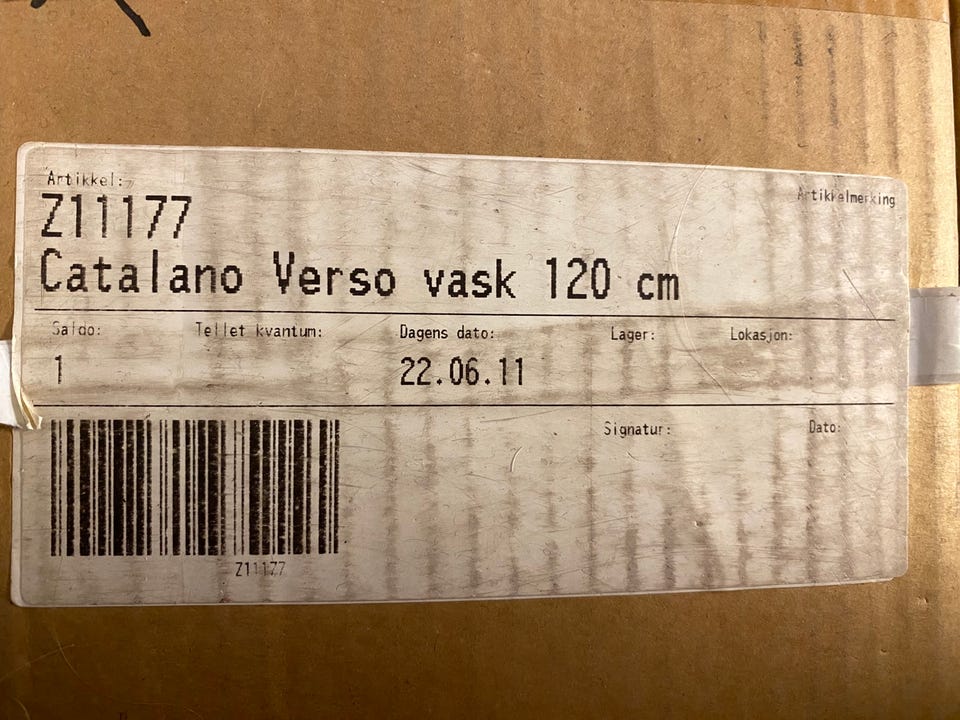 Artikkel:
Artikkelmerking
Z11177
Catalano Verso vask 120 cm
Saldo: Tellet kvantum: Dagens dato: Lager: Lokasjon:
1 22.06.11
Signatur: Dato:
Z11177